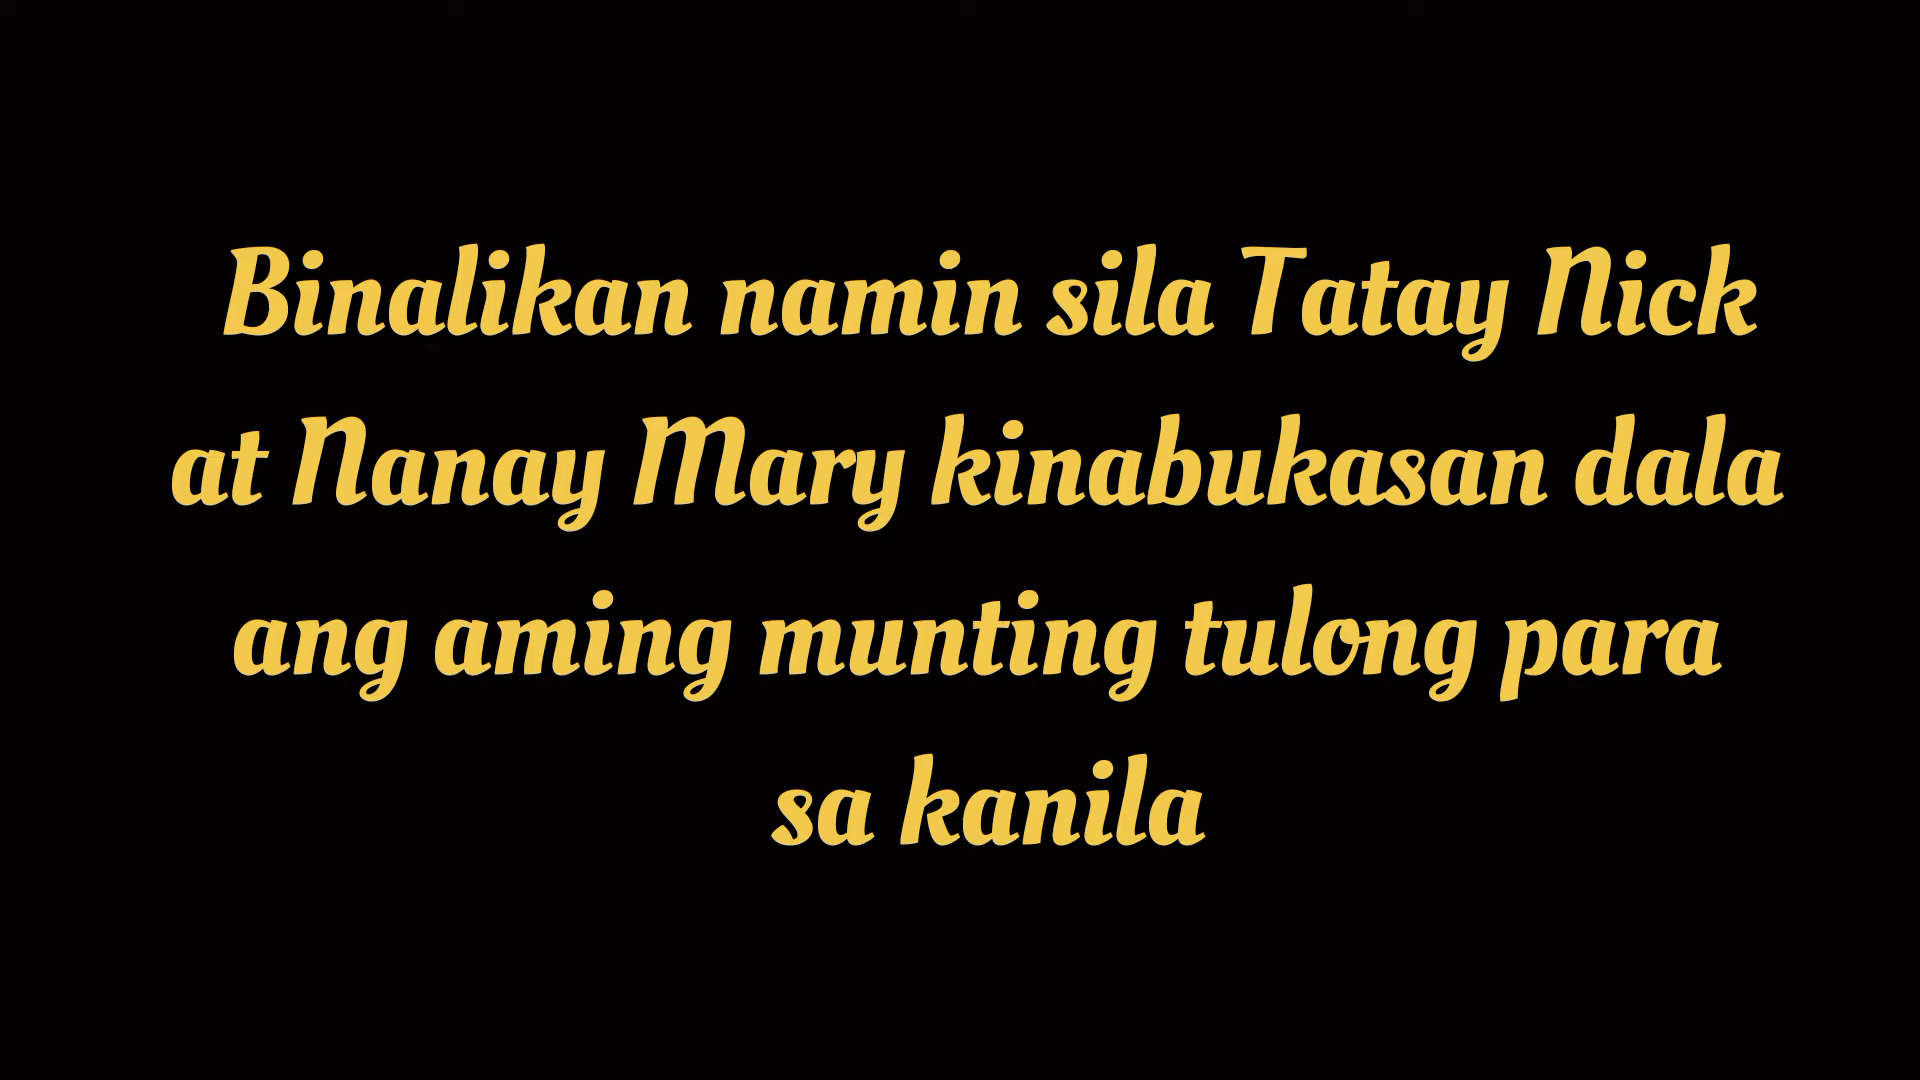 Binalikan namin sila Tatay Nick
at Nanay Mary kinabukasan dala
ang aming munting tulong para
sa kanila